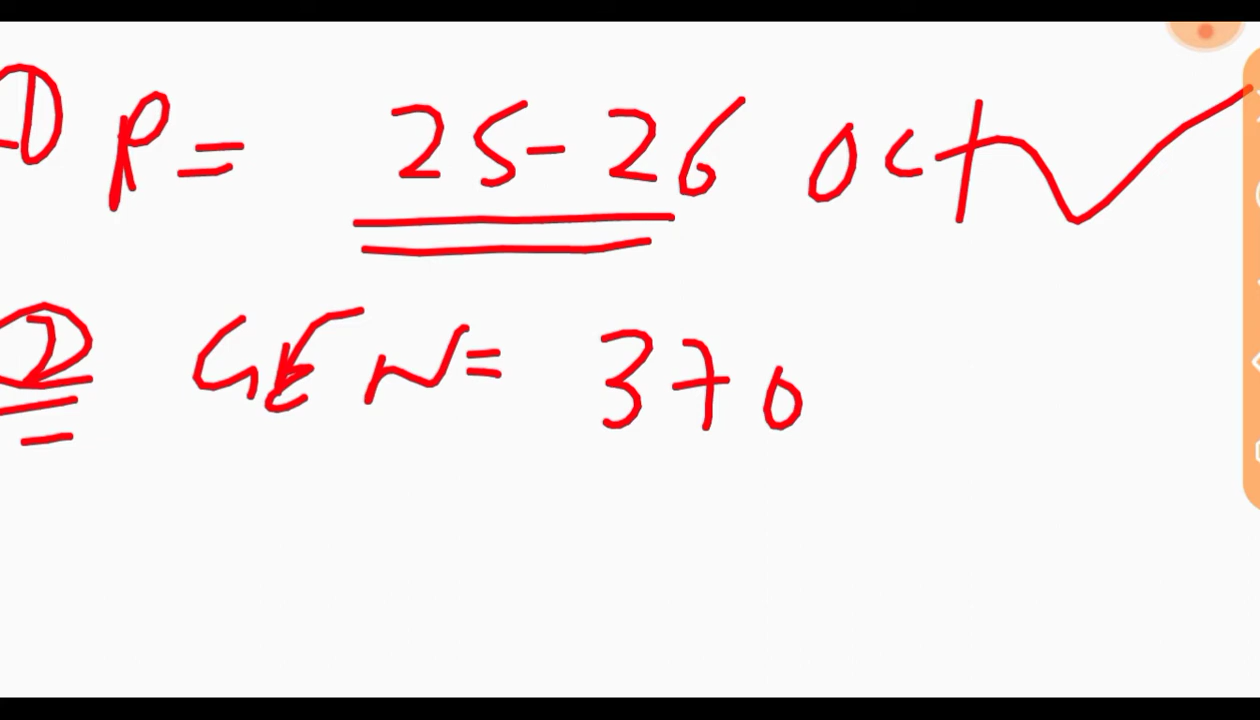 ① R= 25-26 Oct
② GEN= 370